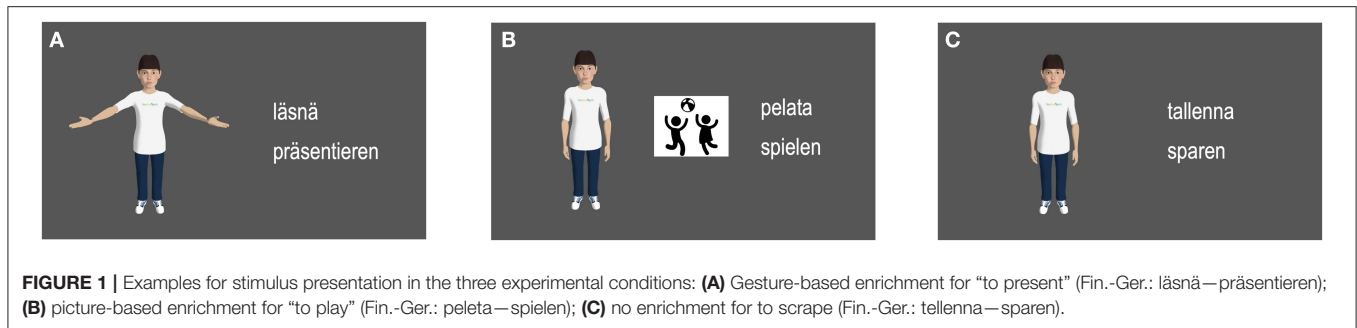 A
läsnä
präsentieren
B
pelata
spielen
C
tallenna
sparen
FIGURE 1 | Examples for stimulus presentation in the three experimental conditions: (A) Gesture-based enrichment for “to present” (Fin.-Ger.: läsnä—präsentieren);
(B) picture-based enrichment for “to play” (Fin.-Ger.: peleta—spielen); (C) no enrichment for to scrape (Fin.-Ger.: tellenna—sparen).